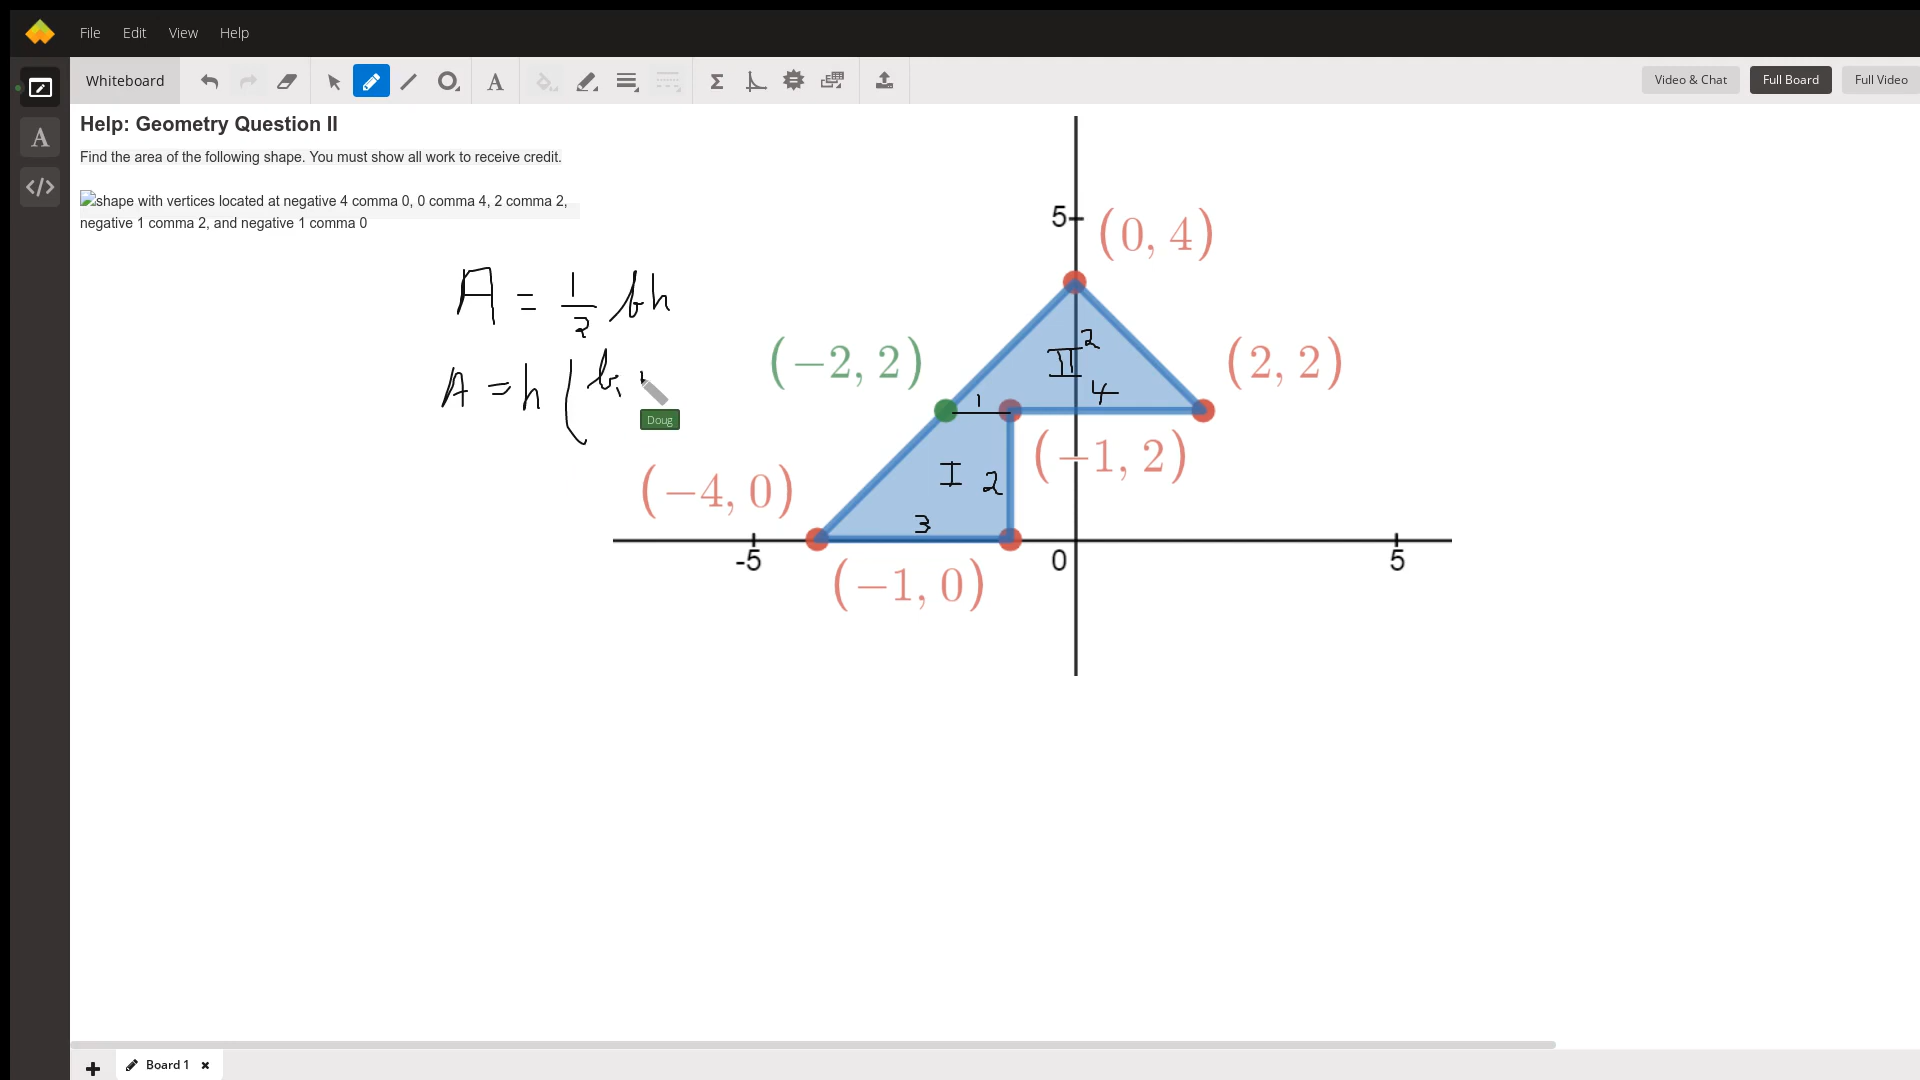 File Edit View Help
Whiteboard A Σ Video & Chat Full Board Full Video
A
</>
Help: Geometry Question II
Find the area of the following shape. You must show all work to receive credit.
shape with vertices located at negative 4 comma 0, 0 comma 4, 2 comma 2,
negative 1 comma 2, and negative 1 comma 0
A = 1/2 bh
A = h ( b1
Doug
5
(0, 4)
(−2, 2)
II 2
4
(2, 2)
1
(−1, 2)
(−4, 0)
I 2
3
-5 0 5
(−1, 0)
Board 1